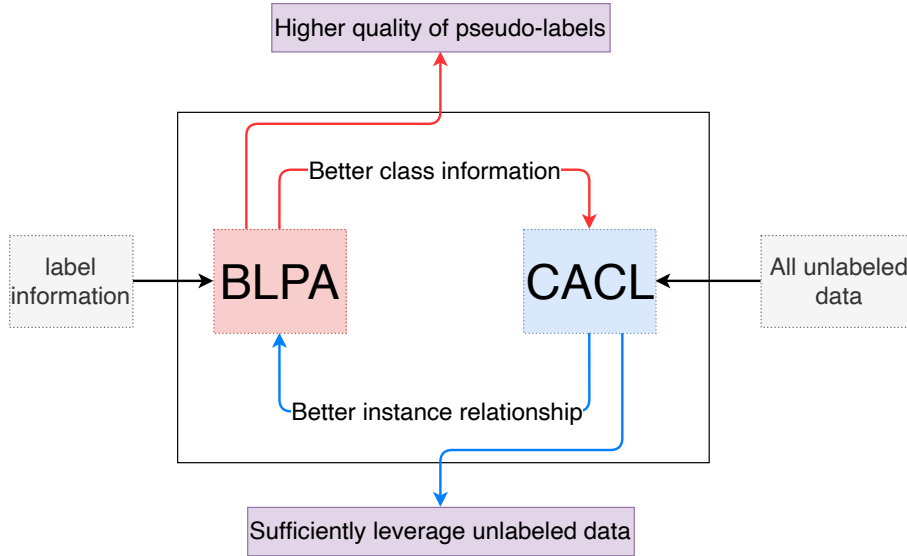 Higher quality of pseudo-labels
Better class information
label
information
BLPA
CACL
All unlabeled
data
Better instance relationship
Sufficiently leverage unlabeled data